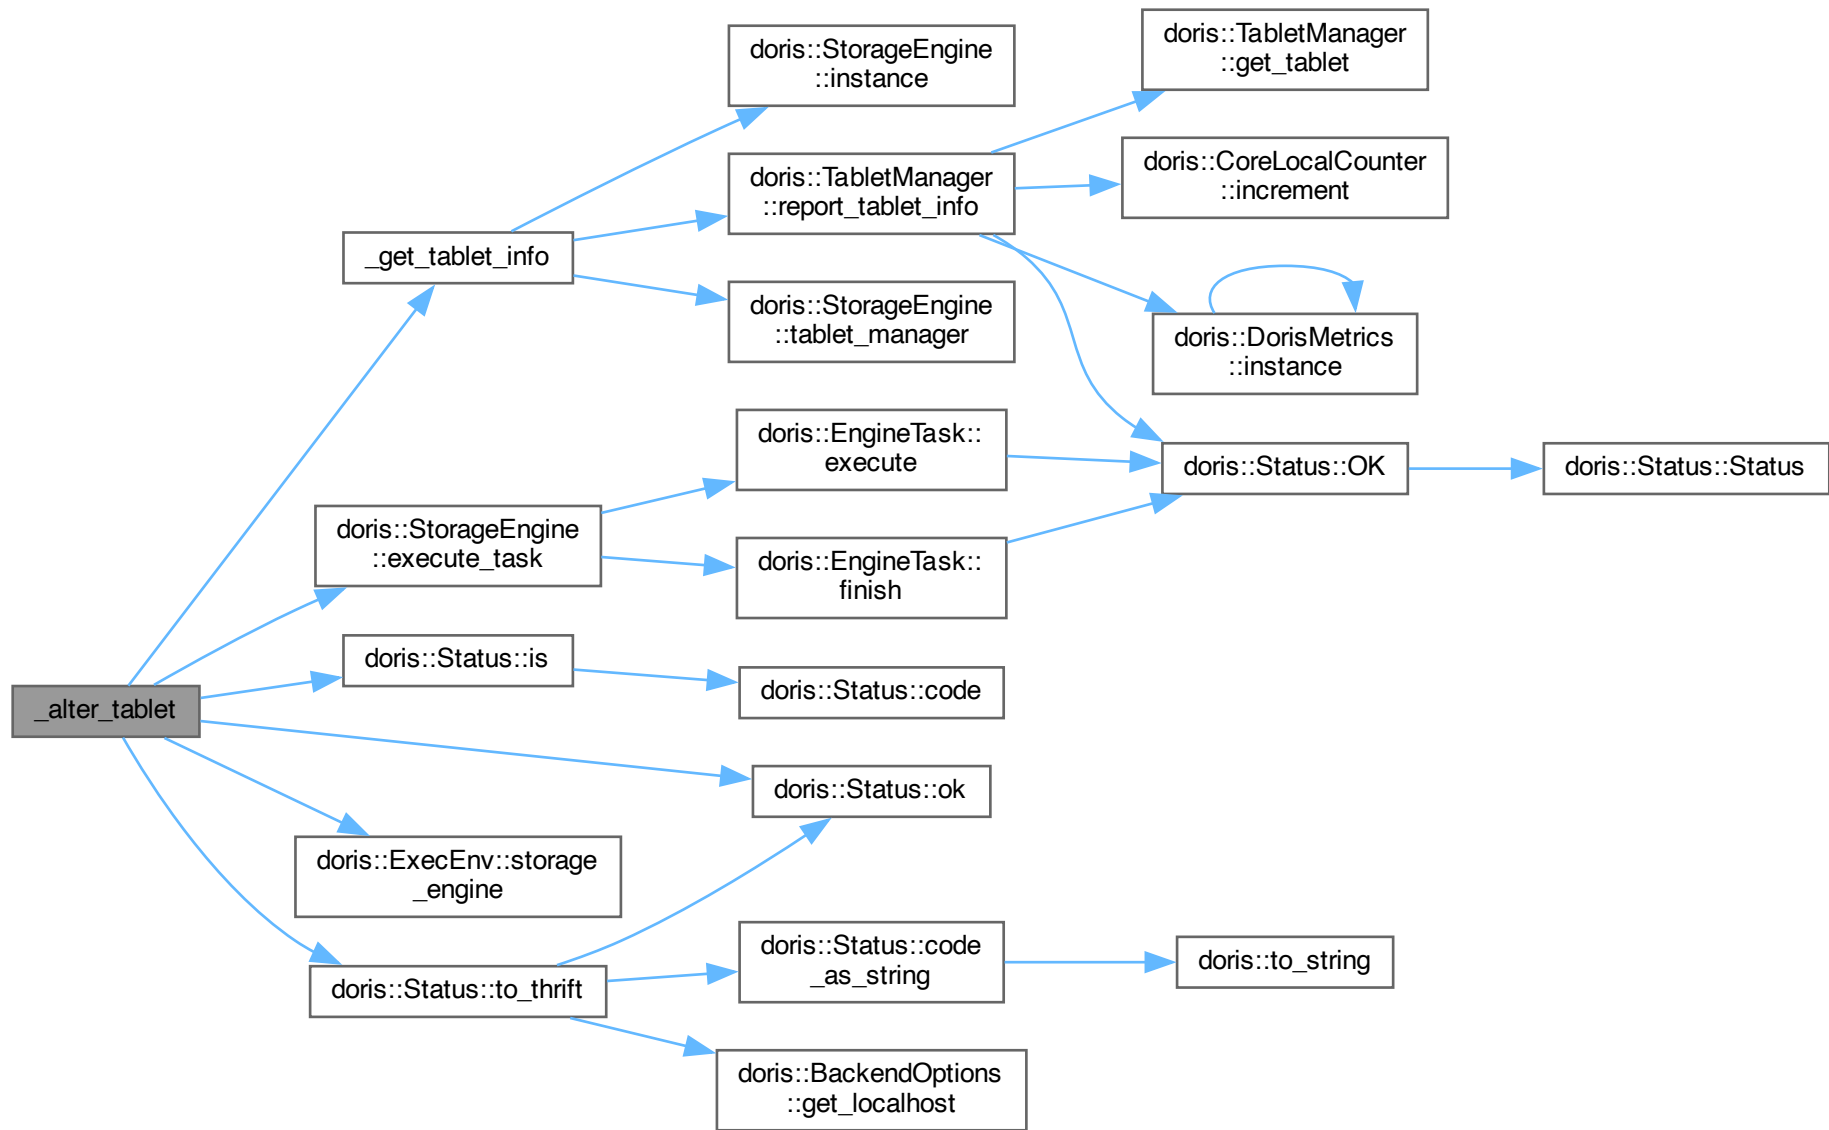 _alter_tablet
_get_tablet_info
doris::StorageEngine
::instance
doris::TabletManager
::report_tablet_info
doris::TabletManager
::get_tablet
doris::CoreLocalCounter
::increment
doris::DorisMetrics
::instance
doris::Status::OK
doris::Status::Status
doris::StorageEngine
::tablet_manager
doris::StorageEngine
::execute_task
doris::EngineTask::
execute
doris::EngineTask::
finish
doris::Status::is
doris::Status::code
doris::Status::ok
doris::ExecEnv::storage
_engine
doris::Status::to_thrift
doris::Status::code
_as_string
doris::to_string
doris::BackendOptions
::get_localhost